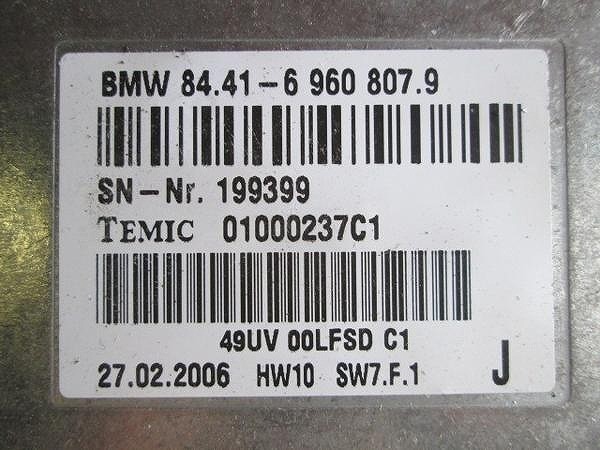 BMW 84.41-6 960 807.9
SN-Nr. 199399
TEMIC 01000237C1
49UV 00LFSD C1
27.02.2006 HW10 SW7.F.1 J